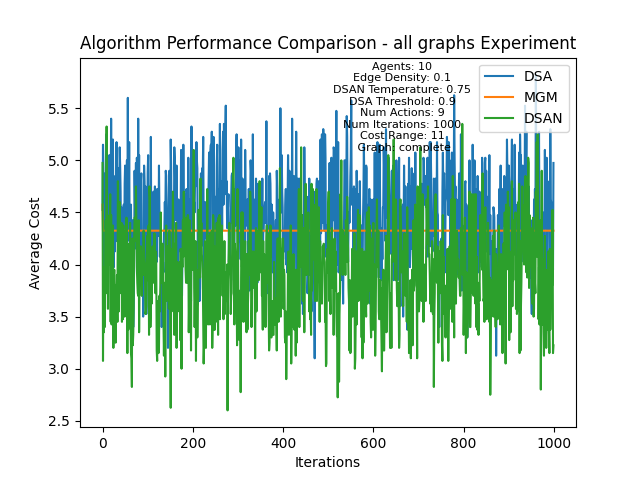 Algorithm Performance Comparison - all graphs Experiment
Agents: 10
Edge Density: 0.1
DSAN Temperature: 0.75
DSA Threshold: 0.9
Num Actions: 9
Num Iterations: 1000
Cost Range: 11
Graph: complete
DSA
MGM
DSAN
Average Cost
5.5
5.0
4.5
4.0
3.5
3.0
2.5
0
200
400
600
800
1000
Iterations